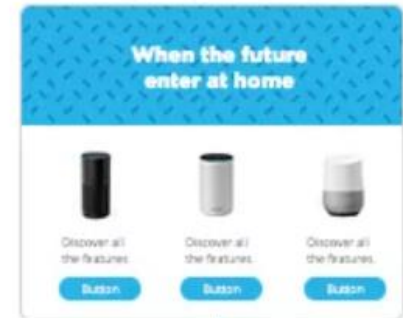 When the future
enter at home
Discover all
the features
Button
Discover all
the features
Button
Discover all
the features
Button